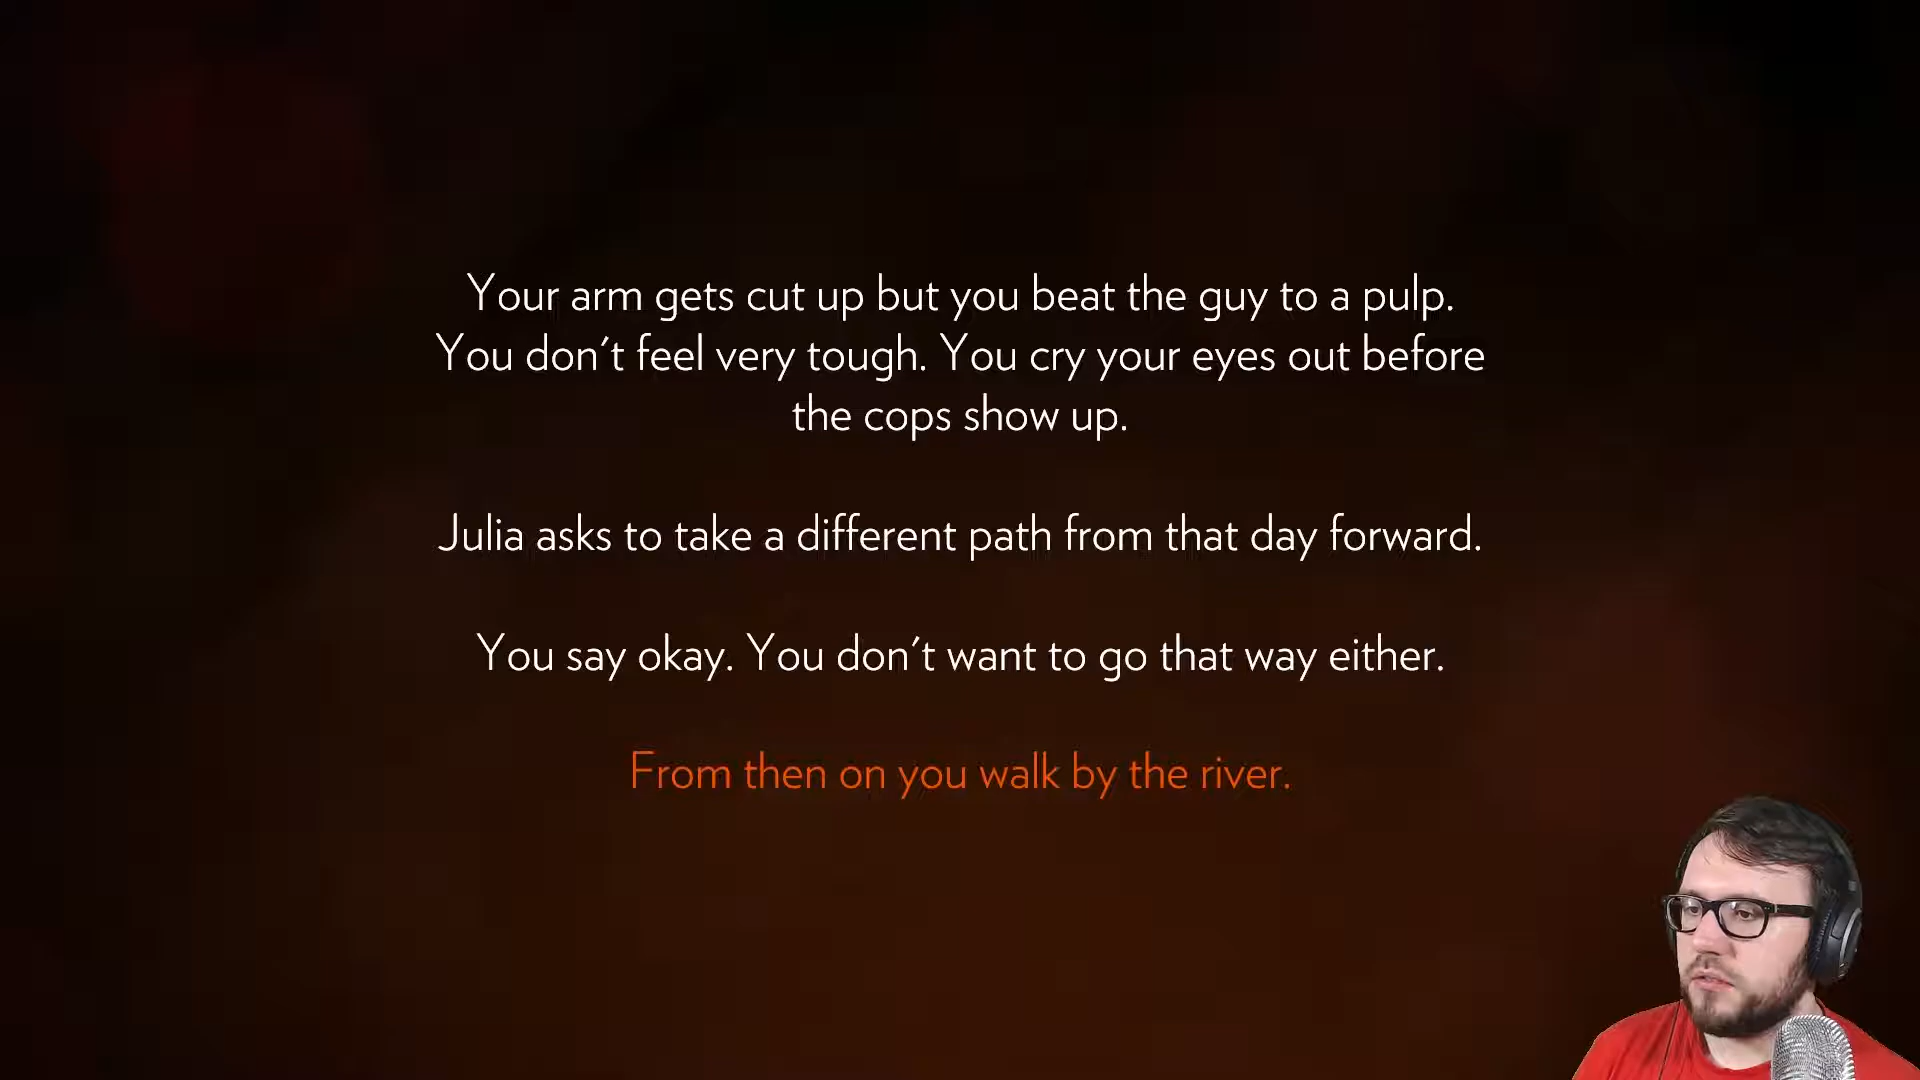 Your arm gets cut up but you beat the guy to a pulp.
You don't feel very tough. You cry your eyes out before
the cops show up.
Julia asks to take a different path from that day forward.
You say okay. You don't want to go that way either.
From then on you walk by the river.